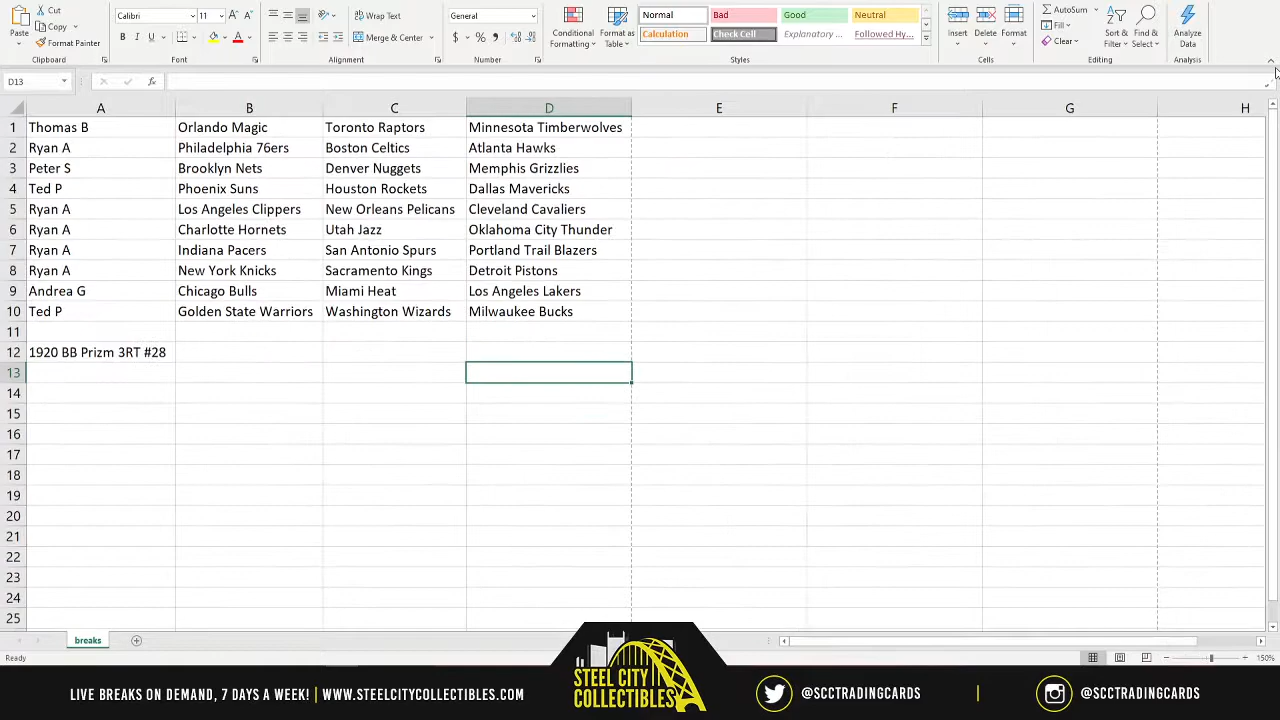 Cut
Copy
Format Painter
Paste
Clipboard
Calibri 11
B I U
Font
Wrap Text
Merge & Center
Alignment
General
$ % ,
Number
Conditional Formatting
Format as Table
Normal Bad Good Neutral
Calculation Check Cell Explanatory ... Followed Hy...
Styles
Insert Delete Format
Cells
AutoSum
Fill
Clear
Sort & Filter
Find & Select
Editing
Analyze Data
Analysis
D13 fx
A B C D E F G H
1 Thomas B Orlando Magic Toronto Raptors Minnesota Timberwolves
2 Ryan A Philadelphia 76ers Boston Celtics Atlanta Hawks
3 Peter S Brooklyn Nets Denver Nuggets Memphis Grizzlies
4 Ted P Phoenix Suns Houston Rockets Dallas Mavericks
5 Ryan A Los Angeles Clippers New Orleans Pelicans Cleveland Cavaliers
6 Ryan A Charlotte Hornets Utah Jazz Oklahoma City Thunder
7 Ryan A Indiana Pacers San Antonio Spurs Portland Trail Blazers
8 Ryan A New York Knicks Sacramento Kings Detroit Pistons
9 Andrea G Chicago Bulls Miami Heat Los Angeles Lakers
10 Ted P Golden State Warriors Washington Wizards Milwaukee Bucks
11
12 1920 BB Prizm 3RT #28
13
14
15
16
17
18
19
20
21
22
23
24
25
breaks
Ready
150%
LIVE BREAKS ON DEMAND, 7 DAYS A WEEK! | WWW.STEELCITYCOLLECTIBLES.COM
STEEL CITY
COLLECTIBLES
@SCCTRADINGCARDS | @SCCTRADINGCARDS